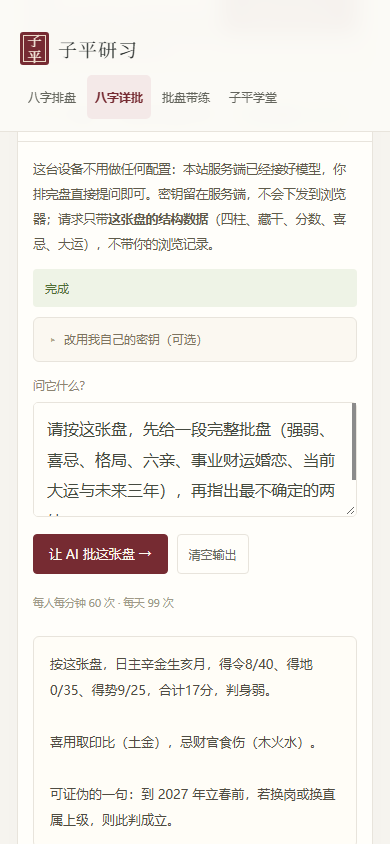 子平
子平研习
八字排盘 八字详批 批盘带练 子平学堂
这台设备不用做任何配置：本站服务端已经接好模型，你
排完盘直接提问即可。密钥留在服务端，不会下发到浏览
器；请求只带这张盘的结构数据（四柱、藏干、分数、喜
忌、大运），不带你的浏览记录。
完成
▸ 改用我自己的密钥（可选）
问它什么？
请按这张盘，先给一段完整批盘（强弱、
喜忌、格局、六亲、事业财运婚恋、当前
大运与未来三年），再指出最不确定的两
让 AI 批这张盘 → 清空输出
每人每分钟 60 次 · 每天 99 次
按这张盘，日主辛金生亥月，得令8/40、得地
0/35、得势9/25，合计17分，判身弱。
喜用取印比（土金），忌财官食伤（木火水）。
可证伪的一句：到 2027 年立春前，若换岗或换直
属上级，则此判成立。